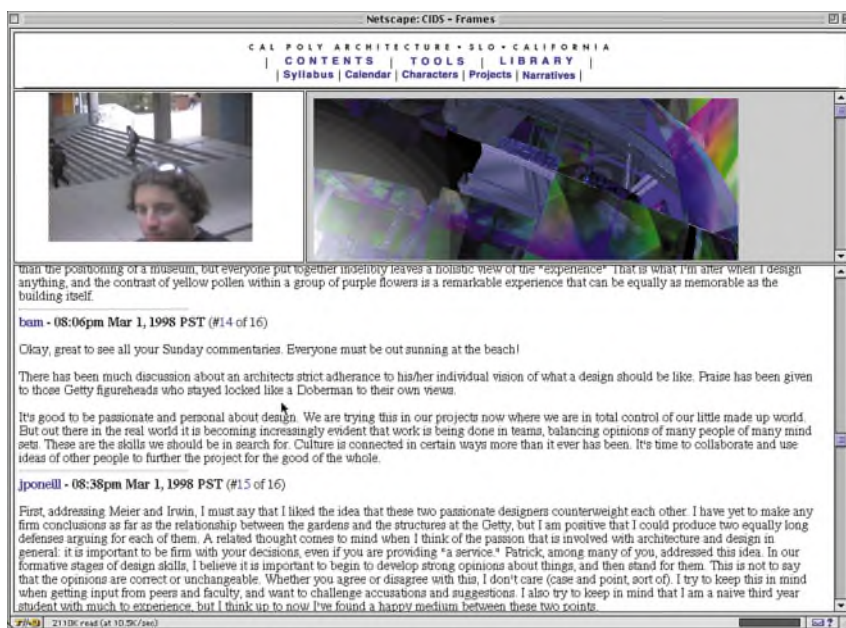 Netscape: CIDS - Frames
CAL POLY ARCHITECTURE • SLO • CALIFORNIA
| CONTENTS | TOOLS | LIBRARY |
| Syllabus | Calendar | Characters | Projects | Narratives |
than the positioning of a museum, but everyone put together indelibly leaves a holistic view of the "experience" That is what I'm after when I design
anything, and the contrast of yellow pollen within a group of purple flowers is a remarkable experience that can be equally as memorable as the
building itself.
bam - 08:06pm Mar 1, 1998 PST (#14 of 16)
Okay, great to see all your Sunday commentaries. Everyone must be out sunning at the beach!
There has been much discussion about an architects strict adherence to his/her individual vision of what a design should be like. Praise has been given
to those Getty figureheads who stayed locked like a Doberman to their own views.
It's good to be passionate and personal about design. We are trying this in our projects now where we are in total control of our little made up world.
But out there in the real world it is becoming increasingly evident that work is being done in teams, balancing opinions of many people of many mind
sets. These are the skills we should be in search for. Culture is connected in certain ways more than it ever has been. It's time to collaborate and use
ideas of other people to further the project for the good of the whole.
jponeill - 08:38pm Mar 1, 1998 PST (#15 of 16)
First, addressing Meier and Irwin, I must say that I liked the idea that these two passionate designers counterweight each other. I have yet to make any
firm conclusions as far as the relationship between the gardens and the structures at the Getty, but I am positive that I could produce two equally long
defenses arguing for each of them. A related thought comes to mind when I think of the passion that is involved with architecture and design in
general: it is important to be firm with your decisions, even if you are providing "a service." Patrick, among many of you, addressed this idea. In our
formative stages of design skills, I believe it is important to begin to develop strong opinions about things, and then stand for them. This is not to say
that the opinions are correct or unchangeable. Whether you agree or disagree with this, I don't care (case and point, sort of). I try to keep this in mind
when getting input from peers and faculty, and want to challenge accusations and suggestions. I also try to keep in mind that I am a naive third year
student with much to experience, but I think up to now I've found a happy medium between these two points.
2110K read (at 10.5K/sec)